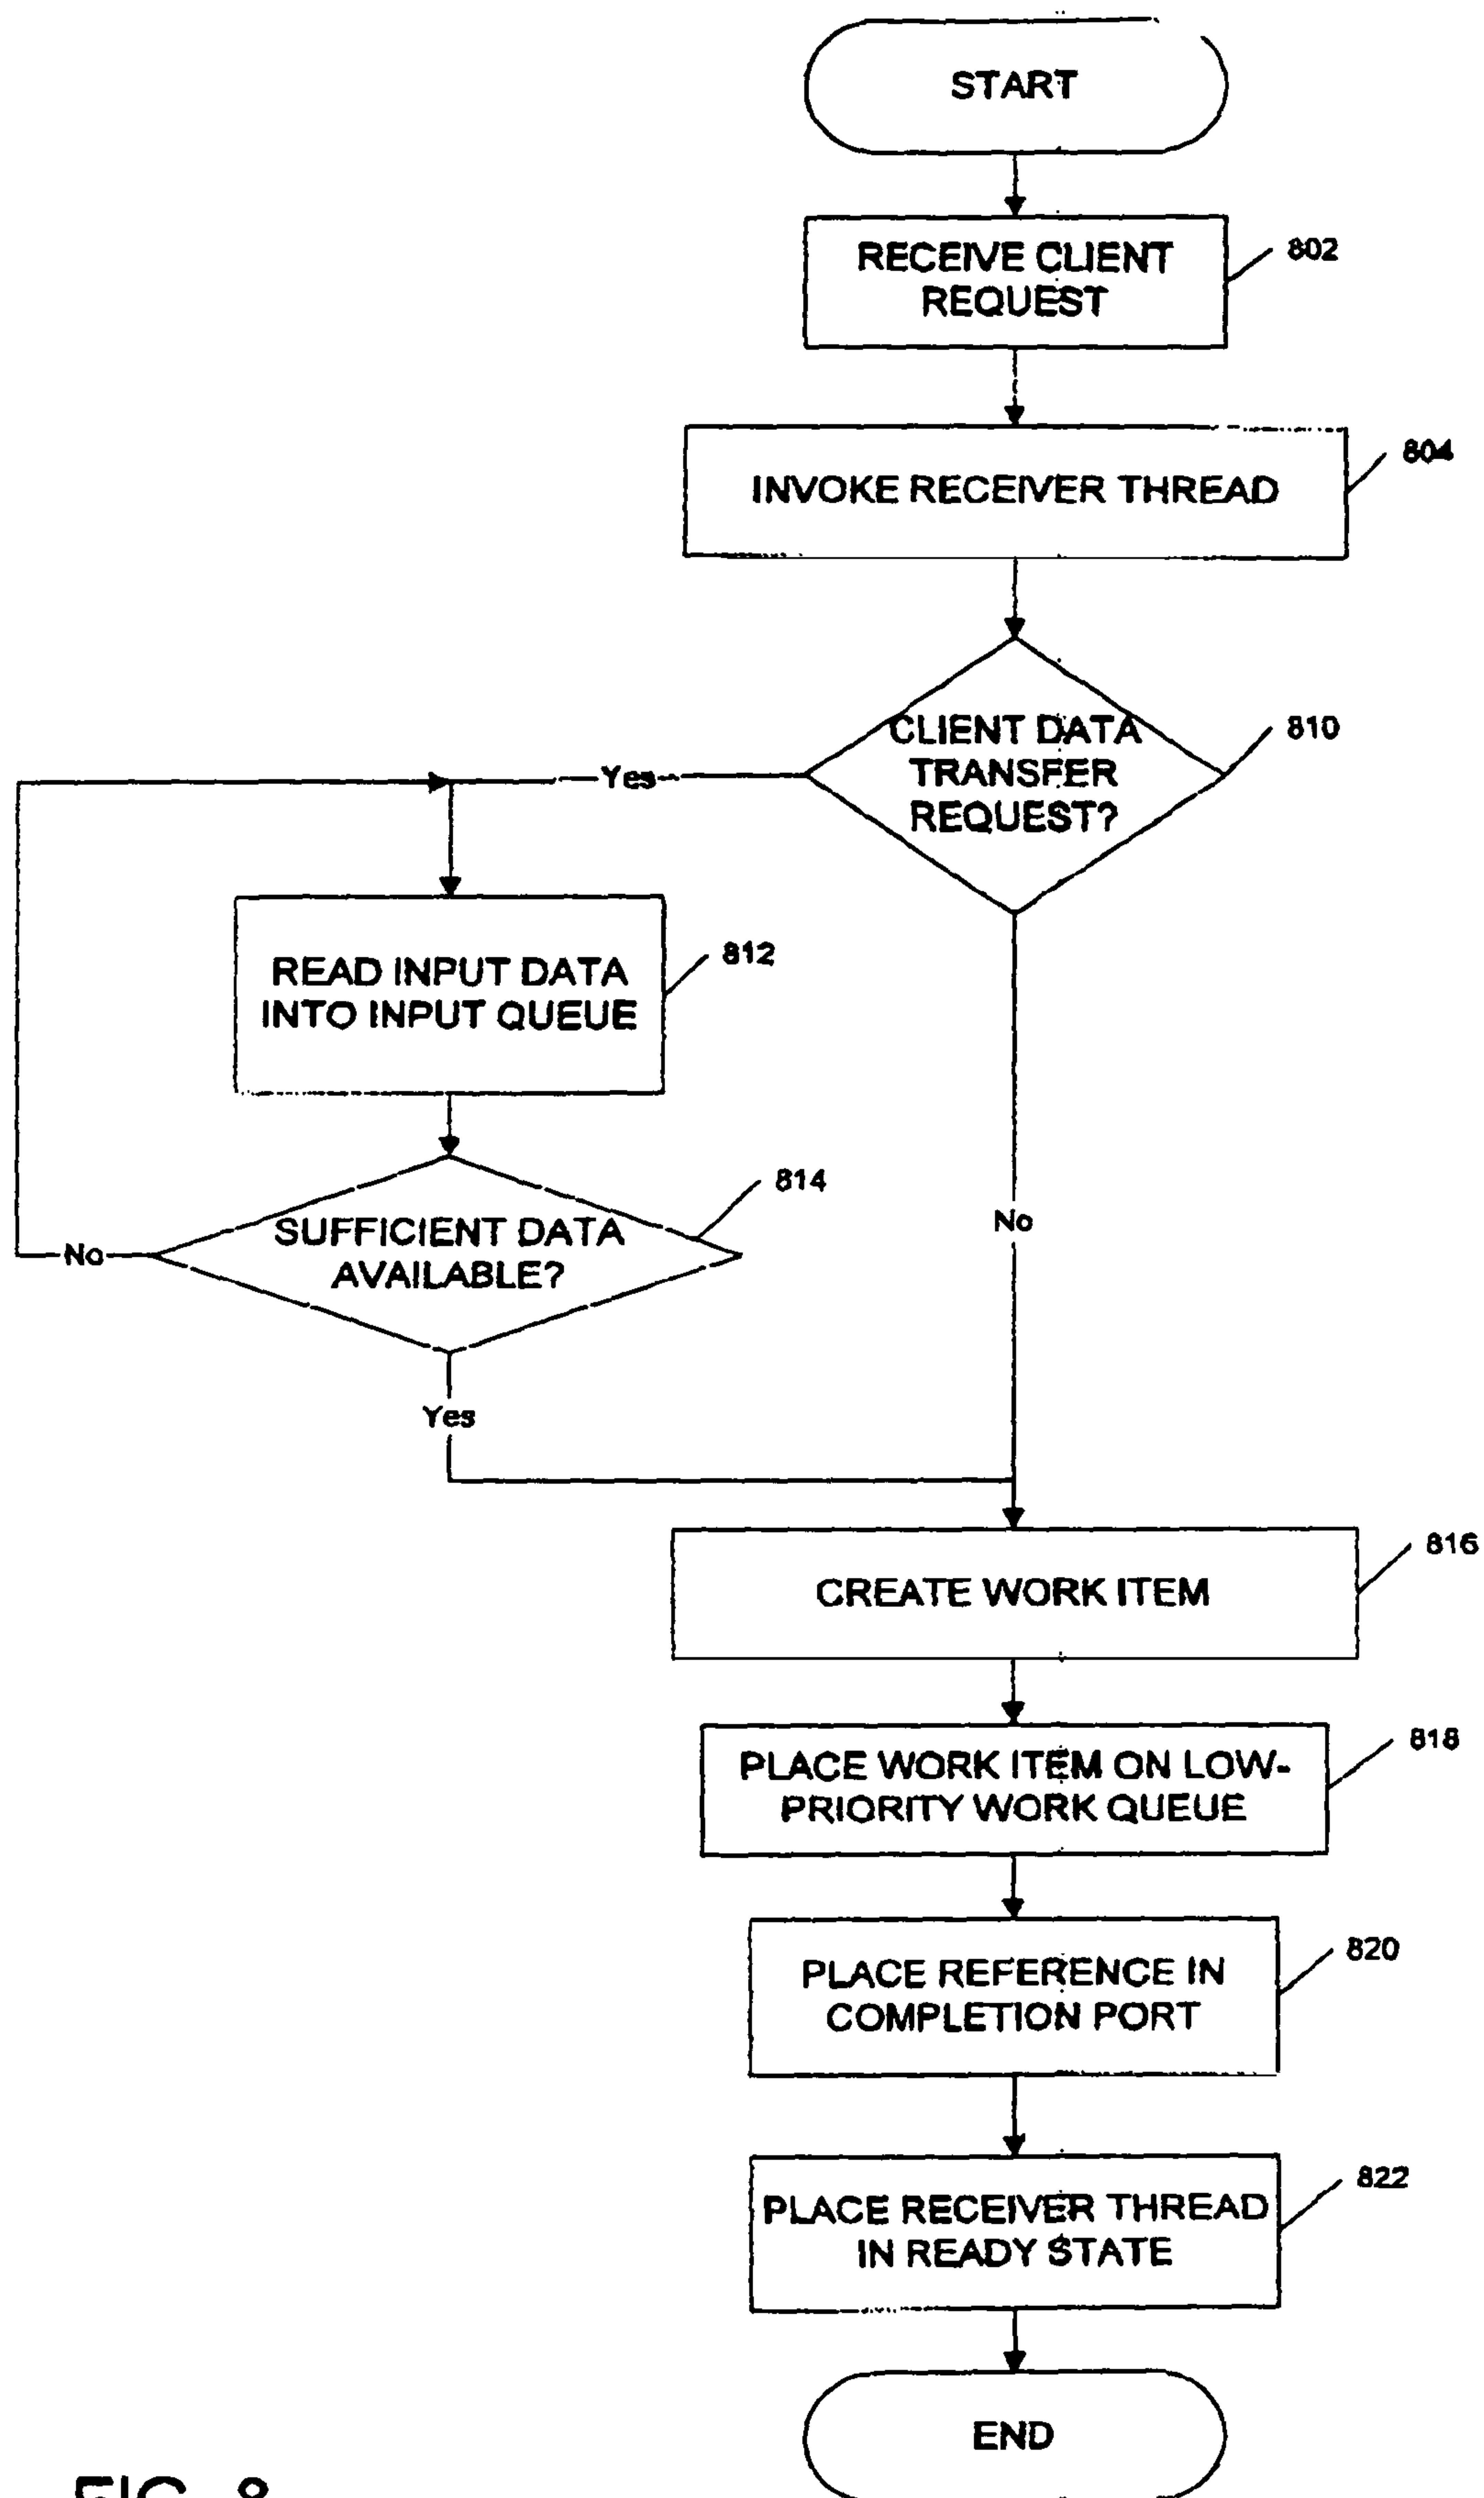 START
RECEIVE CLIENT
REQUEST
802
INVOKE RECEIVER THREAD
804
CLIENT DATA
TRANSFER
REQUEST?
810
Yes
READ INPUT DATA
INTO INPUT QUEUE
812
SUFFICIENT DATA
AVAILABLE?
814
No
No
Yes
CREATE WORK ITEM
816
PLACE WORK ITEM ON LOW-
PRIORITY WORK QUEUE
818
PLACE REFERENCE IN
COMPLETION PORT
820
PLACE RECEIVER THREAD
IN READY STATE
822
END
FIG. 8